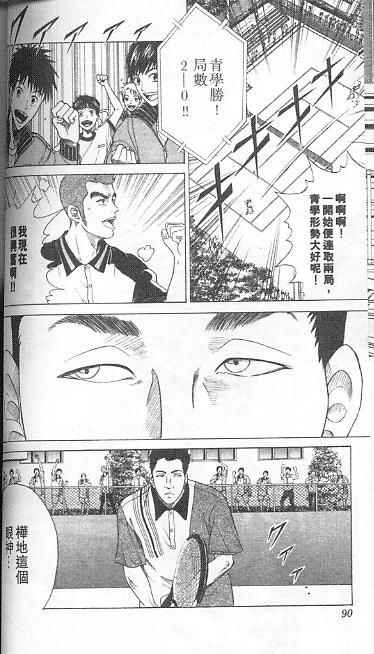 青學勝！
局數
2－0!!
啊啊啊！
一開始便連取兩局，
青學形勢大好呢！
我現在
很興奮啊!!
樺地這個
眼神…
90